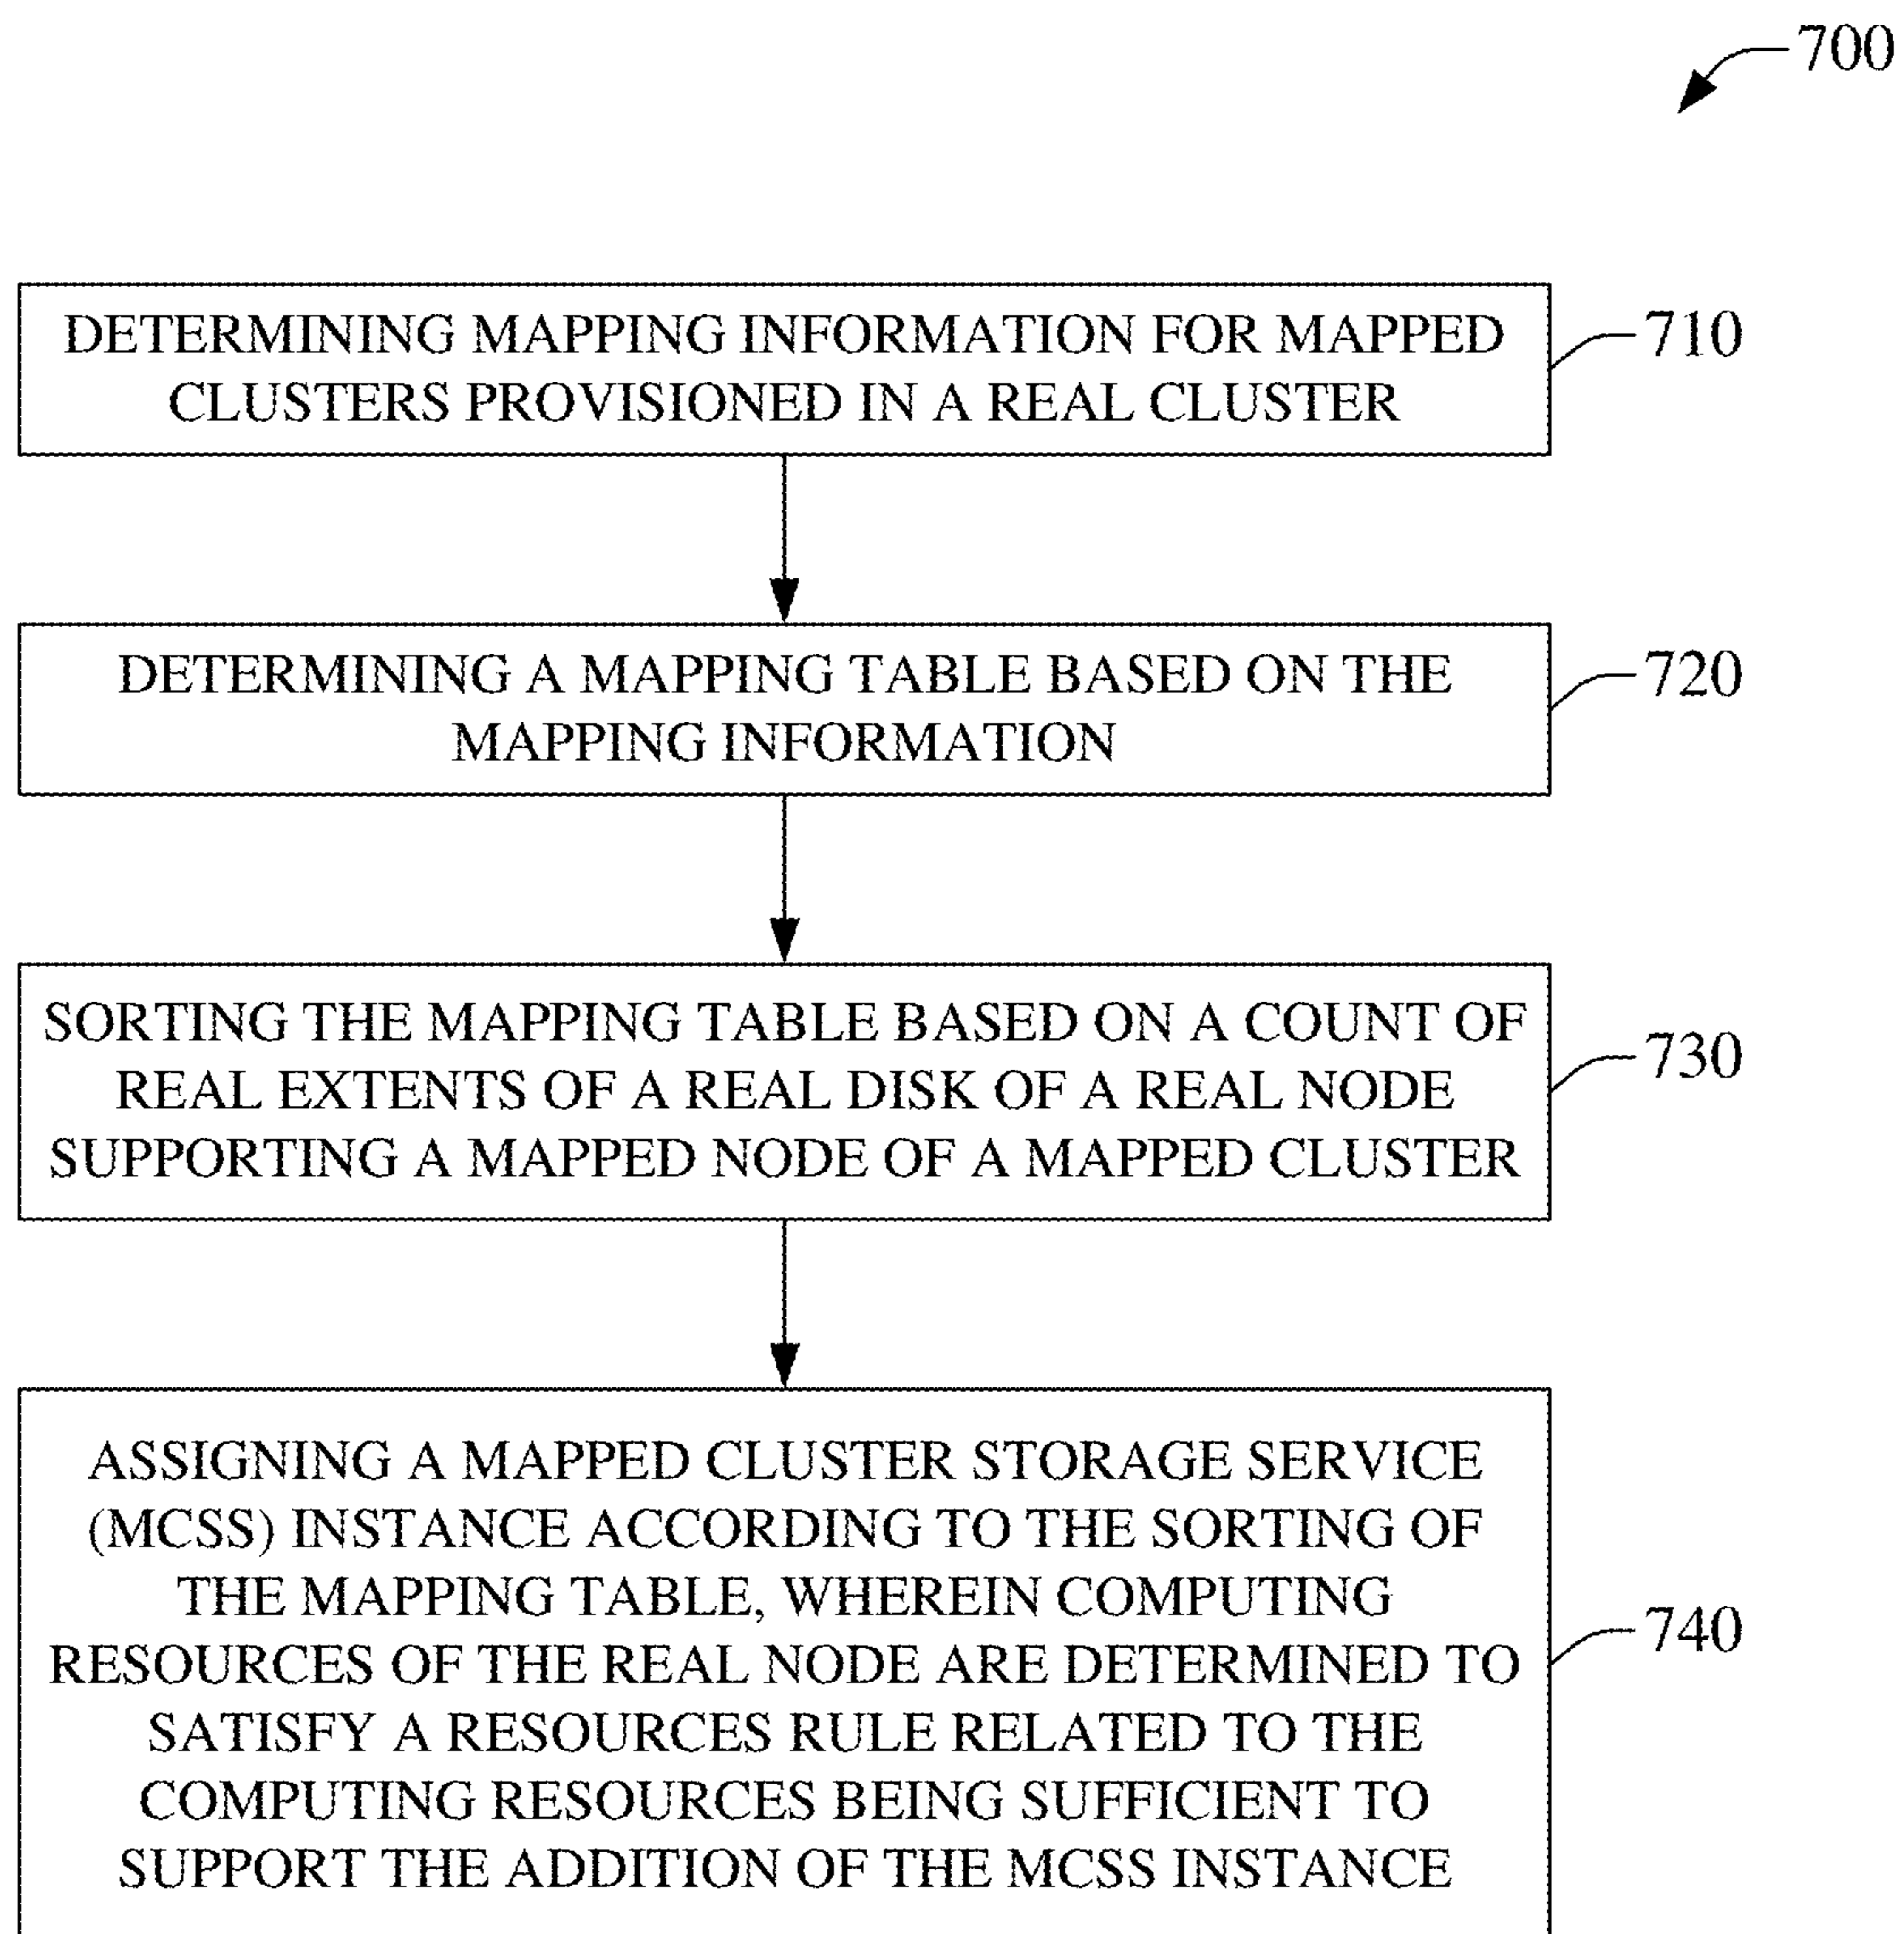 700
DETERMINING MAPPING INFORMATION FOR MAPPED
CLUSTERS PROVISIONED IN A REAL CLUSTER
710
DETERMINING A MAPPING TABLE BASED ON THE
MAPPING INFORMATION
720
SORTING THE MAPPING TABLE BASED ON A COUNT OF
REAL EXTENTS OF A REAL DISK OF A REAL NODE
SUPPORTING A MAPPED NODE OF A MAPPED CLUSTER
730
ASSIGNING A MAPPED CLUSTER STORAGE SERVICE
(MCSS) INSTANCE ACCORDING TO THE SORTING OF
THE MAPPING TABLE, WHEREIN COMPUTING
RESOURCES OF THE REAL NODE ARE DETERMINED TO
SATISFY A RESOURCES RULE RELATED TO THE
COMPUTING RESOURCES BEING SUFFICIENT TO
SUPPORT THE ADDITION OF THE MCSS INSTANCE
740